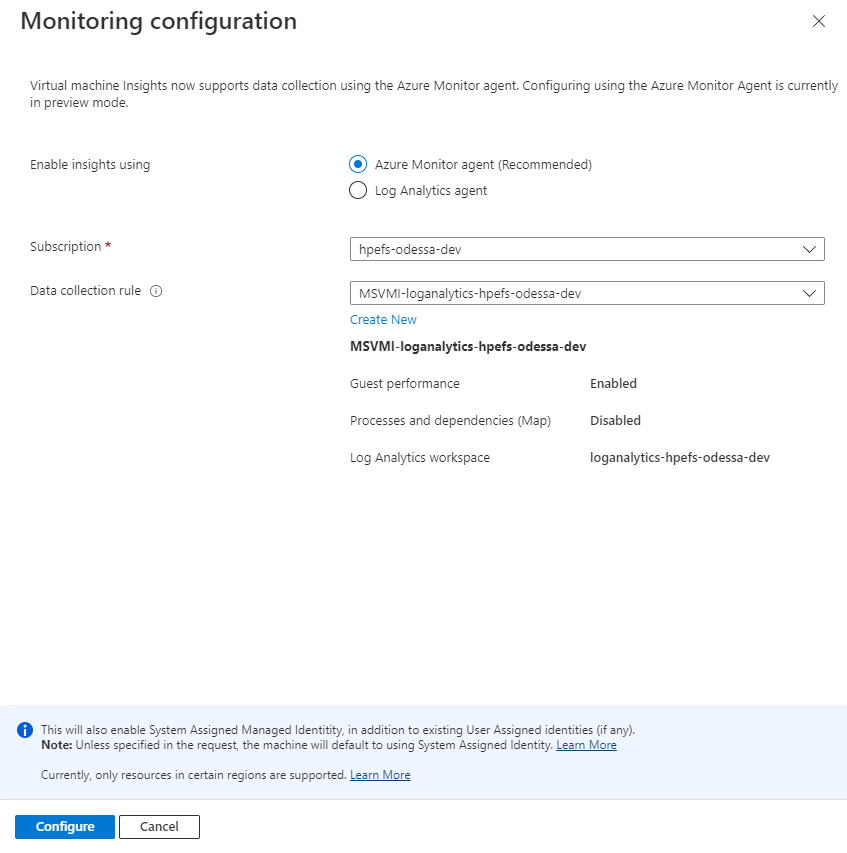 Monitoring configuration
Virtual machine Insights now supports data collection using the Azure Monitor agent. Configuring using the Azure Monitor Agent is currently
in preview mode.
Enable insights using
Azure Monitor agent (Recommended)
Log Analytics agent
Subscription *
hpefs-odessa-dev
Data collection rule
MSVMI-loganalytics-hpefs-odessa-dev
Create New
MSVMI-loganalytics-hpefs-odessa-dev
Guest performance Enabled
Processes and dependencies (Map) Disabled
Log Analytics workspace loganalytics-hpefs-odessa-dev
This will also enable System Assigned Managed Identitity, in addition to existing User Assigned identities (if any).
Note: Unless specified in the request, the machine will default to using System Assigned Identity. Learn More
Currently, only resources in certain regions are supported. Learn More
Configure Cancel